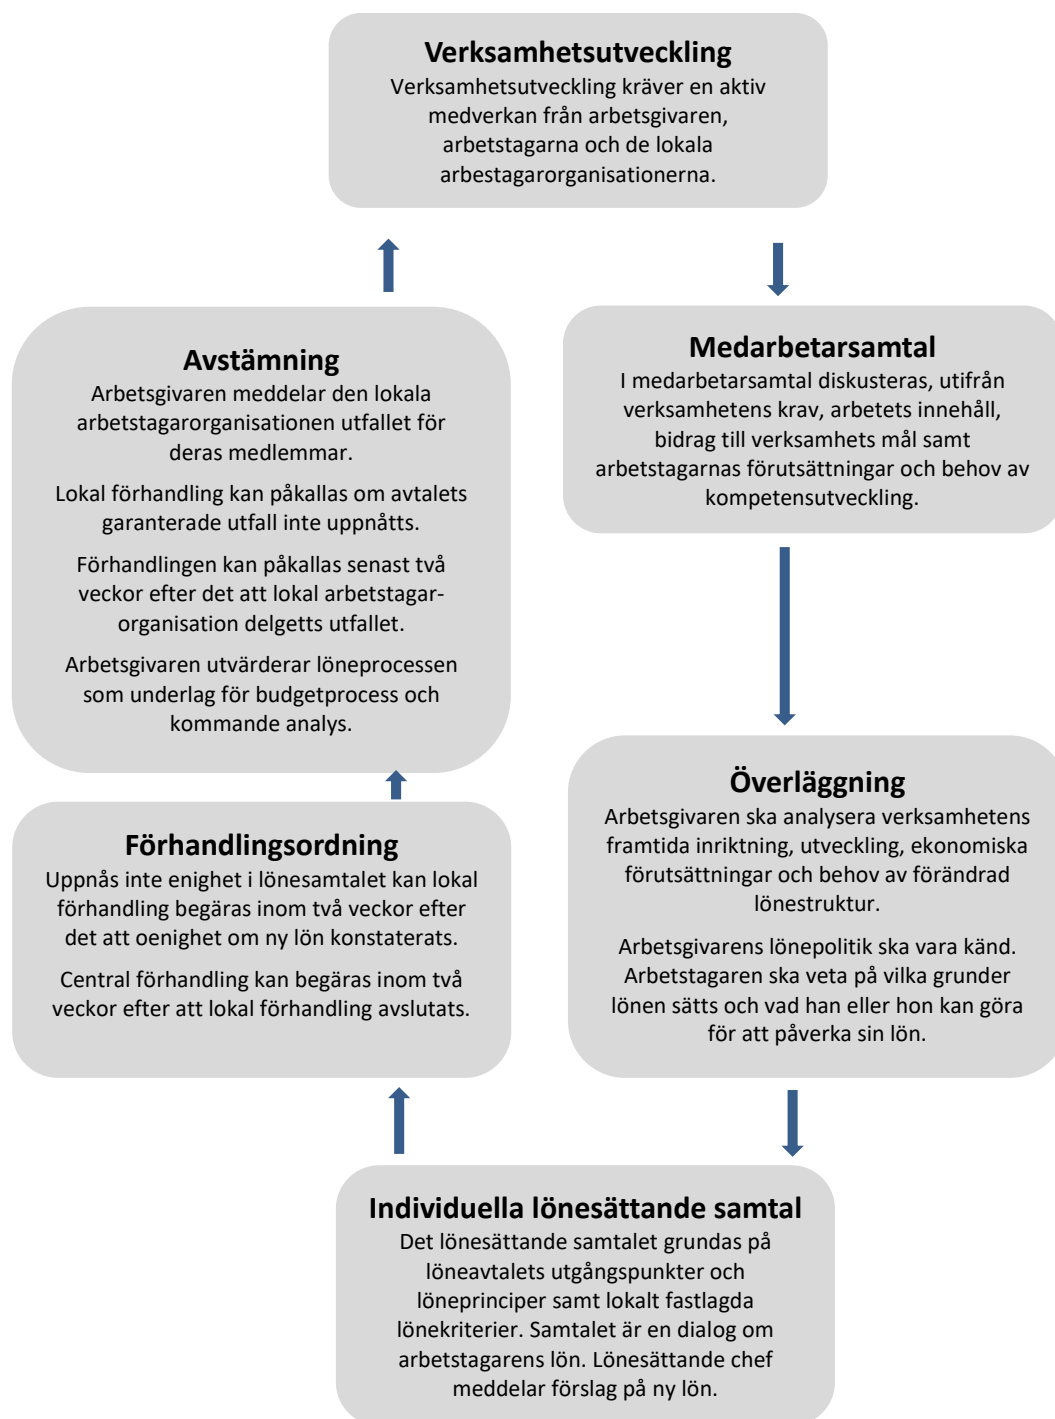 Verksamhetsutveckling
Verksamhetsutveckling kräver en aktiv
medverkan från arbetsgivaren,
arbetstagarna och de lokala
arbestagarorganisationerna.
Medarbetarsamtal
I medarbetarsamtal diskusteras, utifrån
verksamhetens krav, arbetets innehåll,
bidrag till verksamhets mål samt
arbetstagarnas förutsättningar och behov av
kompetensutveckling.
Överläggning
Arbetsgivaren ska analysera verksamhetens
framtida inriktning, utveckling, ekonomiska
förutsättningar och behov av förändrad
lönestruktur.
Arbetsgivarens lönepolitik ska vara känd.
Arbetstagaren ska veta på vilka grunder
lönen sätts och vad han eller hon kan göra
för att påverka sin lön.
Individuella lönesättande samtal
Det lönesättande samtalet grundas på
löneavtalets utgångspunkter och
löneprinciper samt lokalt fastlagda
lönekriterier. Samtalet är en dialog om
arbetstagarens lön. Lönesättande chef
meddelar förslag på ny lön.
Förhandlingsordning
Uppnås inte enighet i lönesamtalet kan lokal
förhandling begäras inom två veckor efter
det att oenighet om ny lön konstaterats.
Central förhandling kan begäras inom två
veckor efter att lokal förhandling avslutats.
Avstämning
Arbetsgivaren meddelar den lokala
arbetstagarorganisationen utfallet för
deras medlemmar.
Lokal förhandling kan påkallas om avtalets
garanterade utfall inte uppnåtts.
Förhandlingen kan påkallas senast två
veckor efter det att lokal arbetstagar-
organisation delgetts utfallet.
Arbetsgivaren utvärderar löneprocessen
som underlag för budgetprocess och
kommande analys.